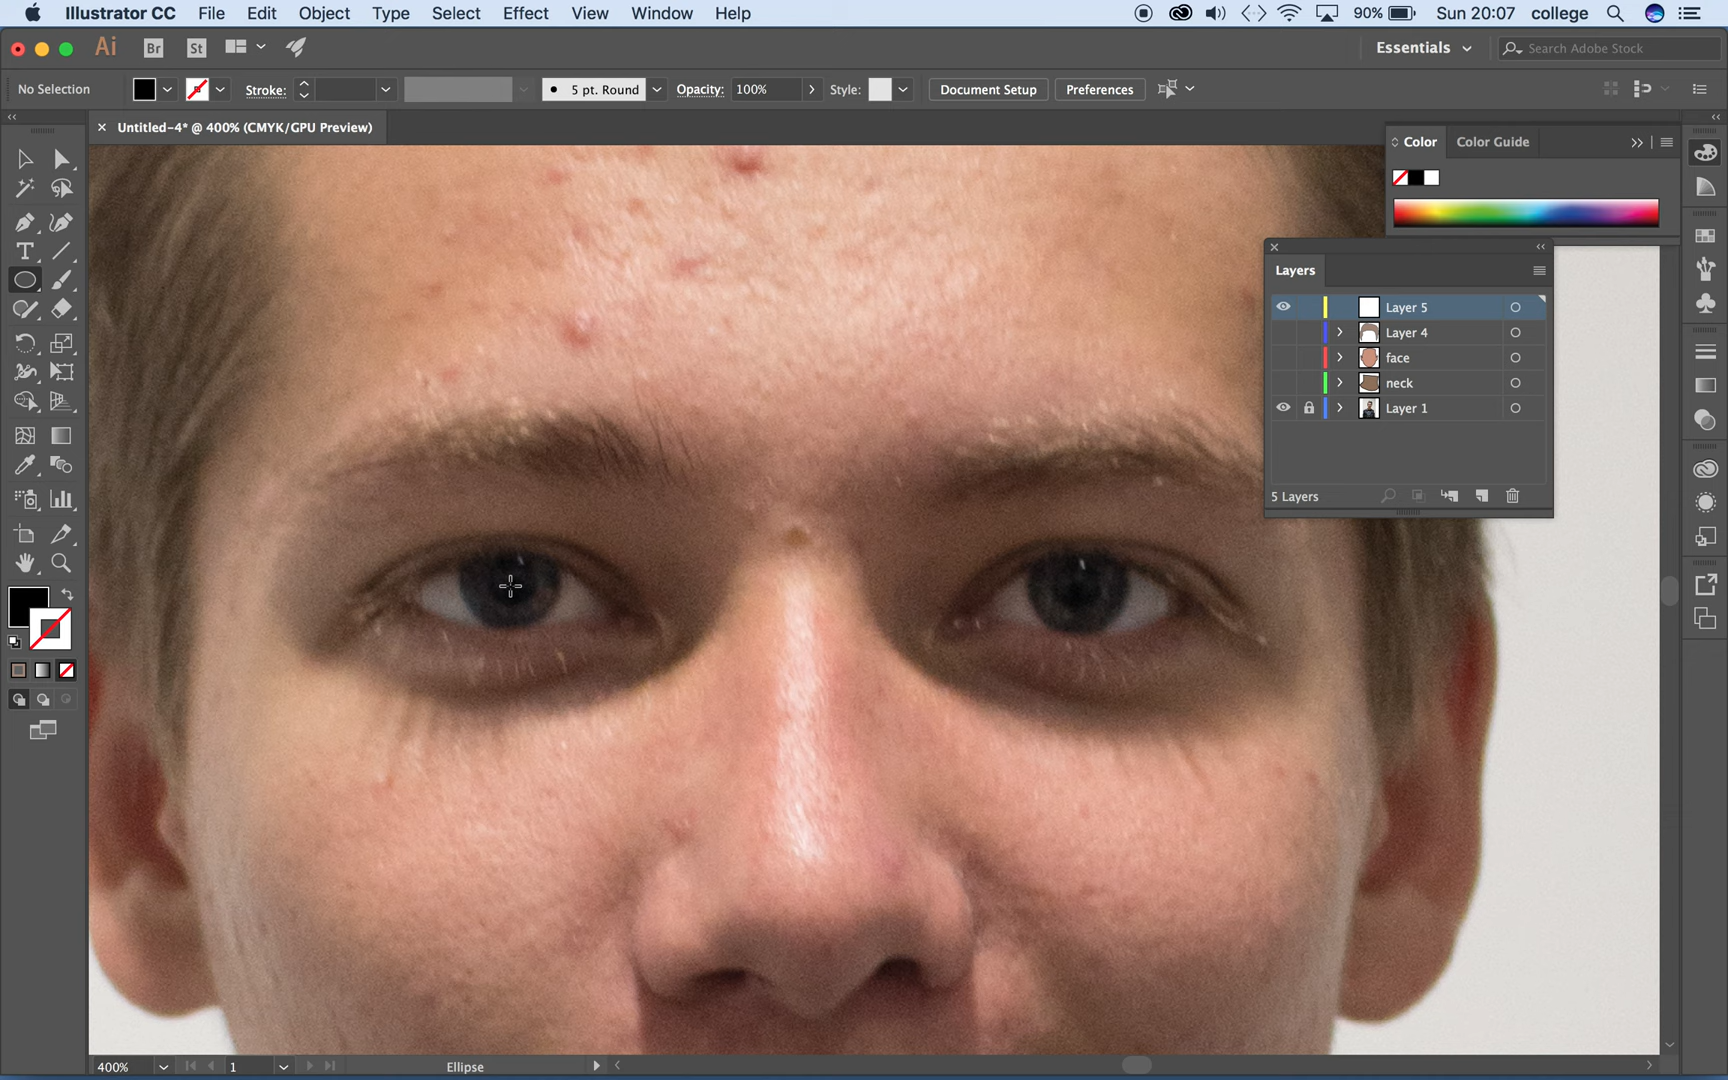 Illustrator CC File Edit Object Type Select Effect View Window Help 90% Sun 20:07 college
Ai Br St Essentials Search Adobe Stock
No Selection Stroke: 5 pt. Round Opacity: 100% Style: Document Setup Preferences
Untitled-4* @ 400% (CMYK/GPU Preview)
Color Color Guide
Layers
Layer 5
Layer 4
face
neck
Layer 1
5 Layers
400% 1 Ellipse